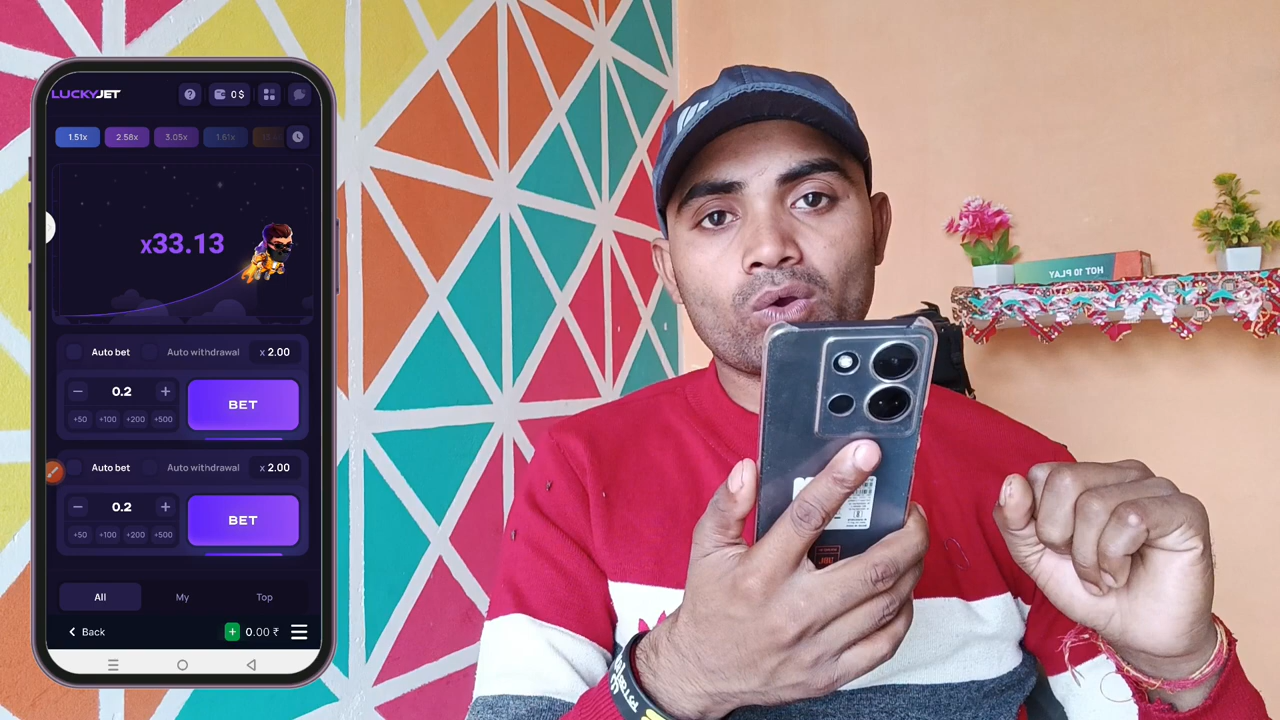 LUCKYJET
0 $
1.51x 2.58x 3.05x 1.61x
x33.13
Auto bet Auto withdrawal x 2.00
0.2
BET
+50 +100 +200 +500
Auto bet Auto withdrawal x 2.00
0.2
BET
+50 +100 +200 +500
All My Top
Back 0.00 ₹
HOT 10 PLAY